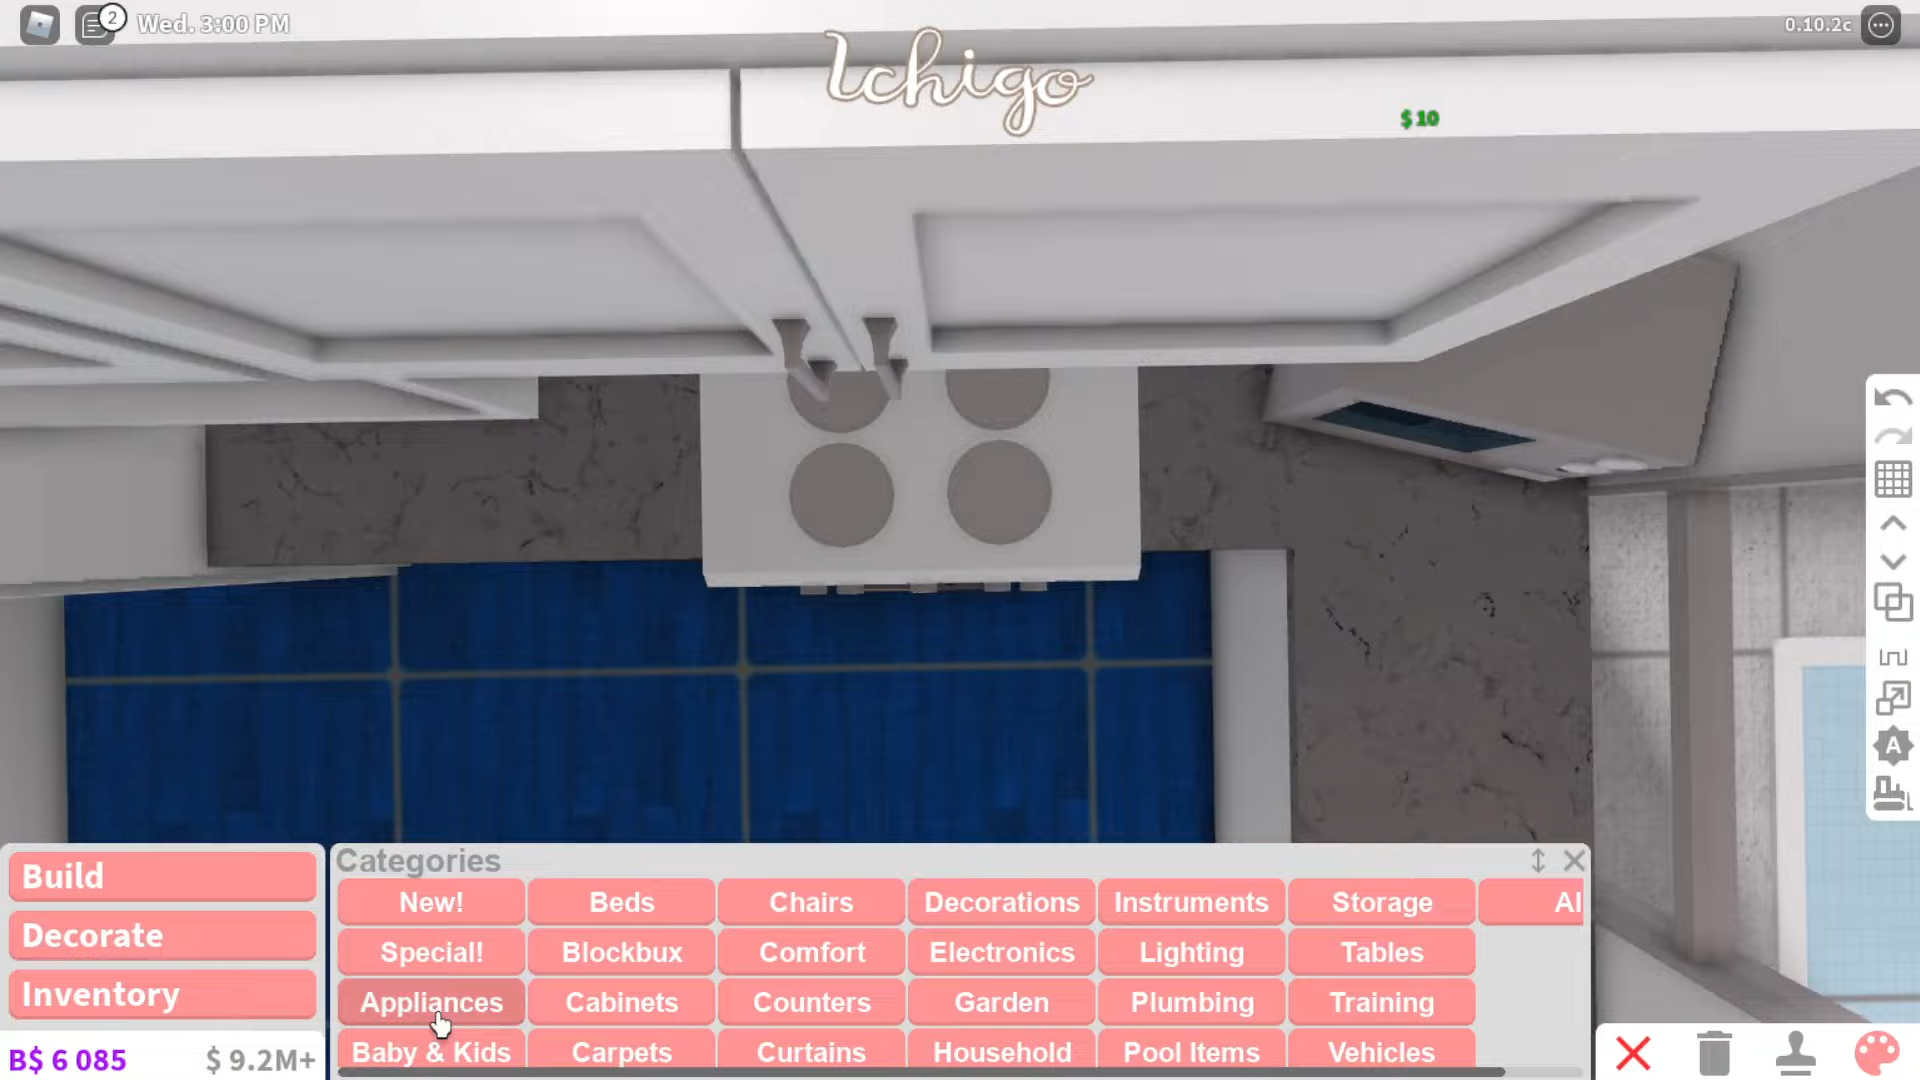 2
Wed. 3:00 PM
0.10.2c
Ichigo
$ 10
A
Build
Decorate
Inventory
B$ 6 085
$ 9.2M+
Categories
New!
Beds
Chairs
Decorations
Instruments
Storage
Al
Special!
Blockbux
Comfort
Electronics
Lighting
Tables
Appliances
Cabinets
Counters
Garden
Plumbing
Training
Baby & Kids
Carpets
Curtains
Household
Pool Items
Vehicles